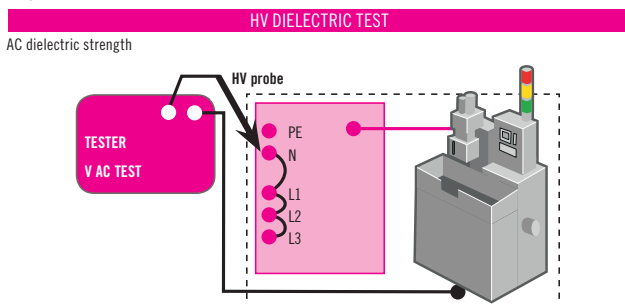 HV DIELECTRIC TEST
AC dielectric strength
HV probe
TESTER
V AC TEST
PE
N
L1
L2
L3